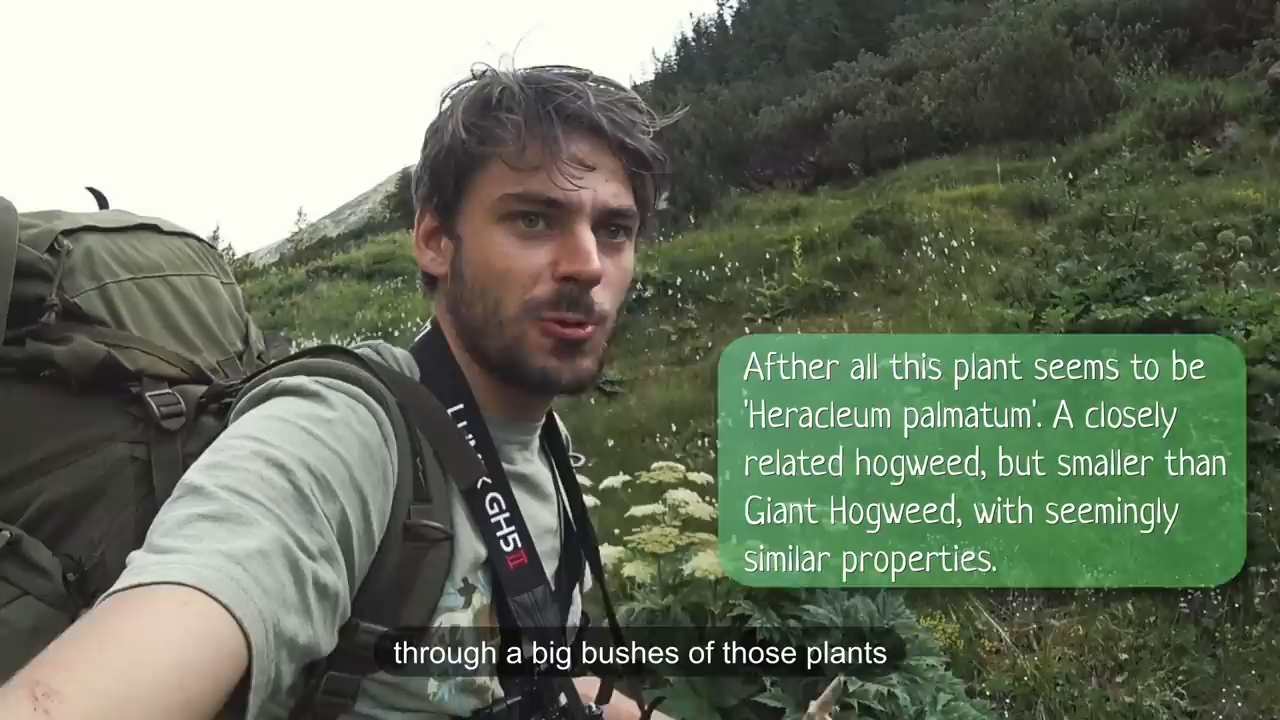 Afther all this plant seems to be
'Heracleum palmatum'. A closely
related hogweed, but smaller than
Giant Hogweed, with seemingly
similar properties.
GH5II
through a big bushes of those plants